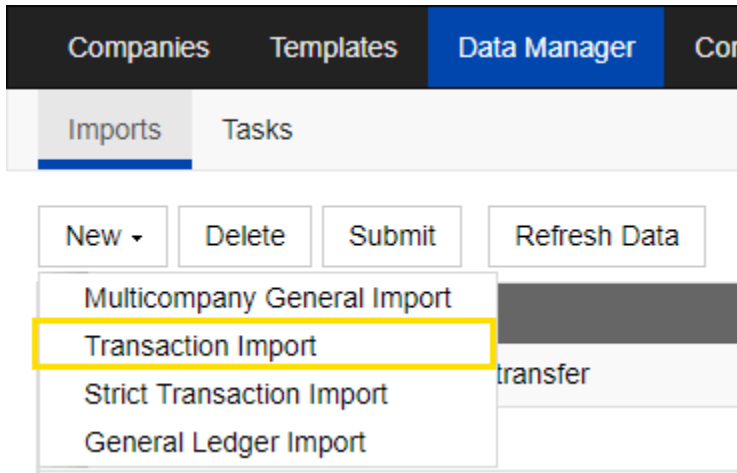 Companies Templates Data Manager
Imports Tasks
New Delete Submit Refresh Data
Multicompany General Import
Transaction Import
transfer
Strict Transaction Import
General Ledger Import